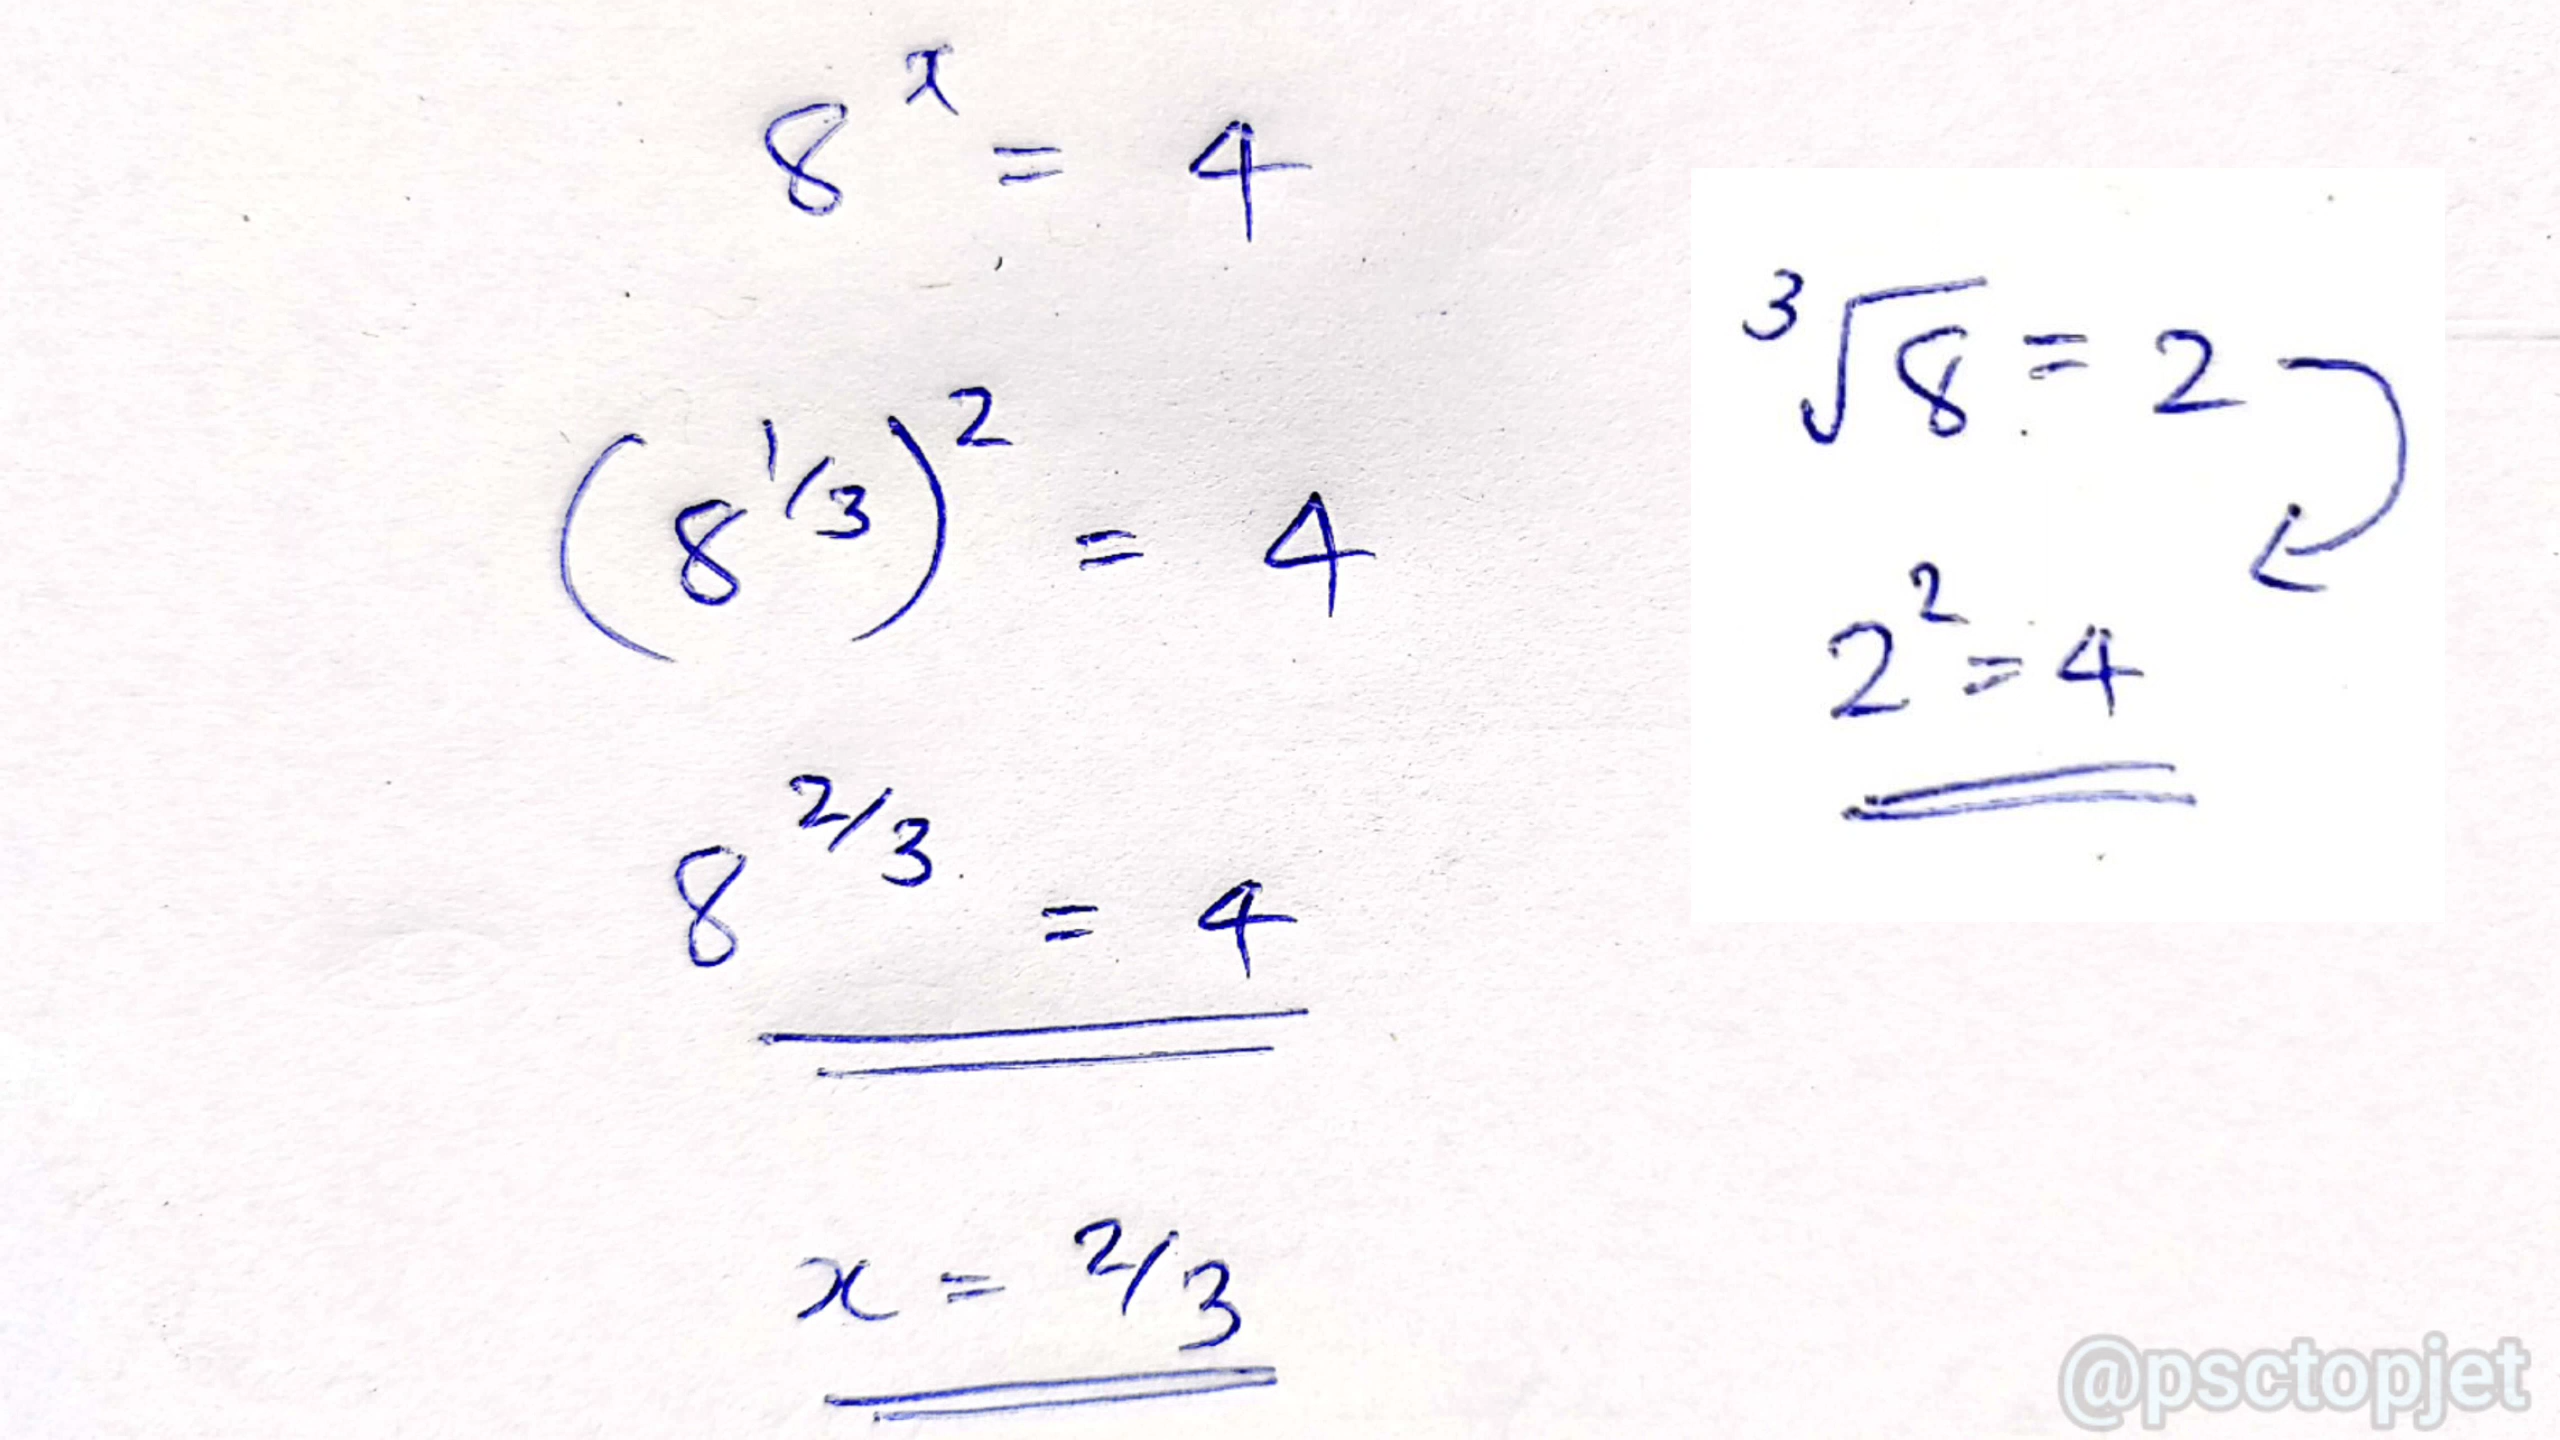 8^x = 4
(8^1/3)^2 = 4
8^2/3 = 4
x = 2/3
³√8 = 2
2^2 = 4
@psctopjet